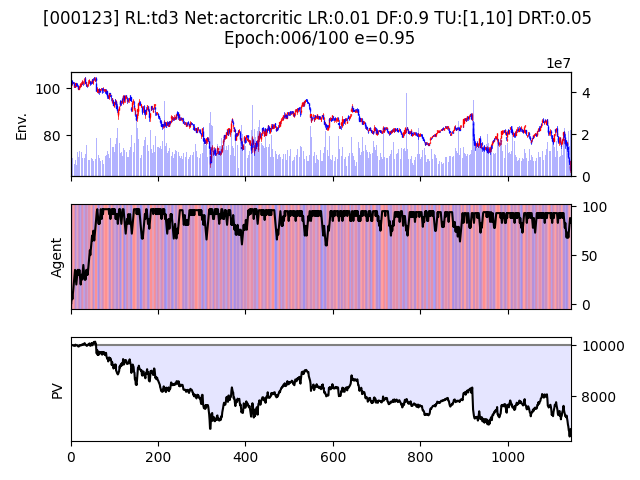 [000123] RL:td3 Net:actorcritic LR:0.01 DF:0.9 TU:[1,10] DRT:0.05
Epoch:006/100 e=0.95
1e7
100
80
Env.
4
2
0
Agent
100
50
0
PV
10000
8000
0
200
400
600
800
1000